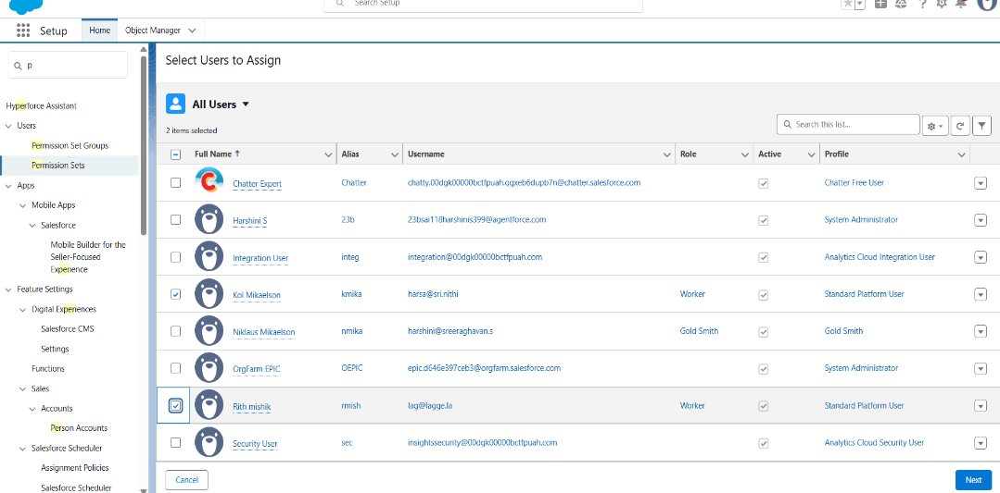 Search Setup
Setup
Home
Object Manager
p
Hyperforce Assistant
Users
Permission Set Groups
Permission Sets
Apps
Mobile Apps
Salesforce
Mobile Builder for the
Seller-Focused
Experience
Feature Settings
Digital Experiences
Salesforce CMS
Settings
Functions
Sales
Accounts
Person Accounts
Salesforce Scheduler
Assignment Policies
Salesforce Scheduler
Select Users to Assign
All Users
2 items selected
Search this list...
Full Name Alias Username Role Active Profile
C Chatter Expert Chatter chatty.00dgk00000bctfpuah.qgxeb6dupb7n@chatter.salesforce.com Chatter Free User
Harshini S 23b 23bsai118harshinis399@agentforce.com System Administrator
Integration User integ integration@00dgk00000bctfpuah.com Analytics Cloud Integration User
Kol Mikaelson kmika harsa@sri.nithi Worker Standard Platform User
Niklaus Mikaelson nmika harshini@sreeraghavan.s Gold Smith Gold Smith
OrgFarm EPIC OEPIC epic.d646e397ceb3@orgfarm.salesforce.com System Administrator
Rith mishik rmish lag@lagge.la Worker Standard Platform User
Security User sec insightssecurity@00dgk00000bctfpuah.com Analytics Cloud Security User
Cancel
Next